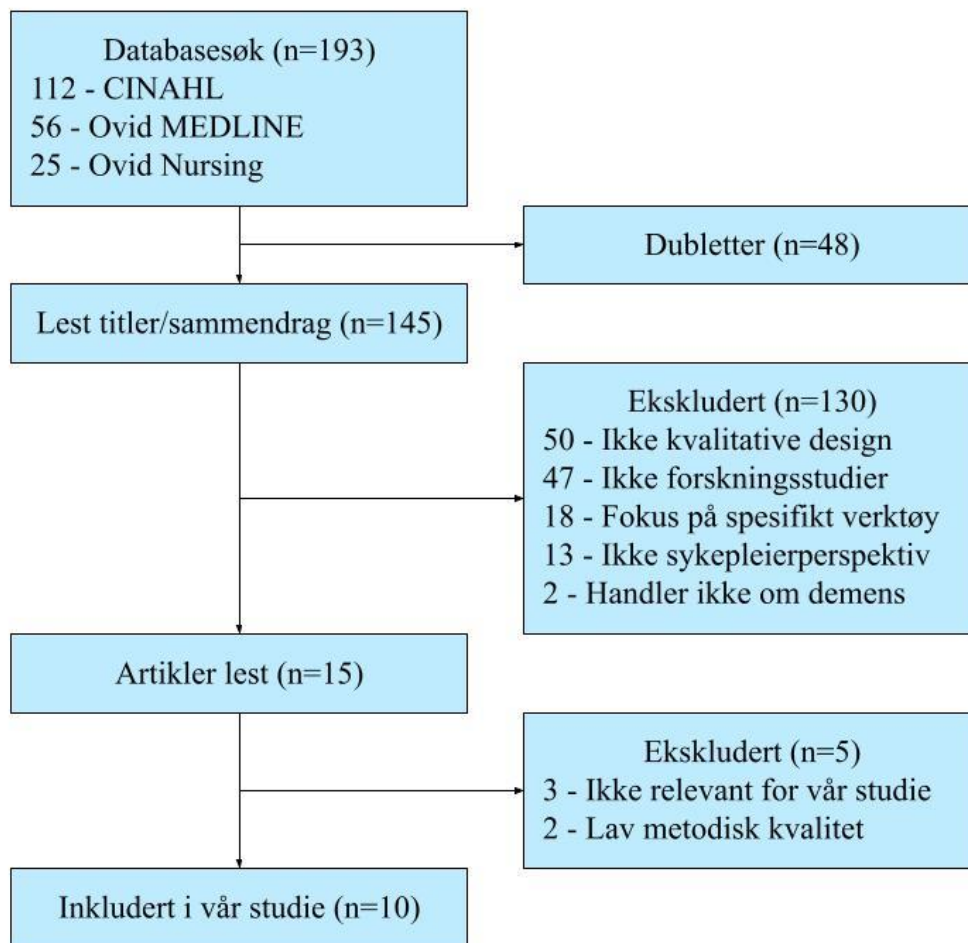 Databasesøk (n=193)
112 - CINAHL
56 - Ovid MEDLINE
25 - Ovid Nursing
Dubletter (n=48)
Lest titler/sammendrag (n=145)
Ekskludert (n=130)
50 - Ikke kvalitative design
47 - Ikke forskningsstudier
18 - Fokus på spesifikt verktøy
13 - Ikke sykepleierperspektiv
2 - Handler ikke om demens
Artikler lest (n=15)
Ekskludert (n=5)
3 - Ikke relevant for vår studie
2 - Lav metodisk kvalitet
Inkludert i vår studie (n=10)